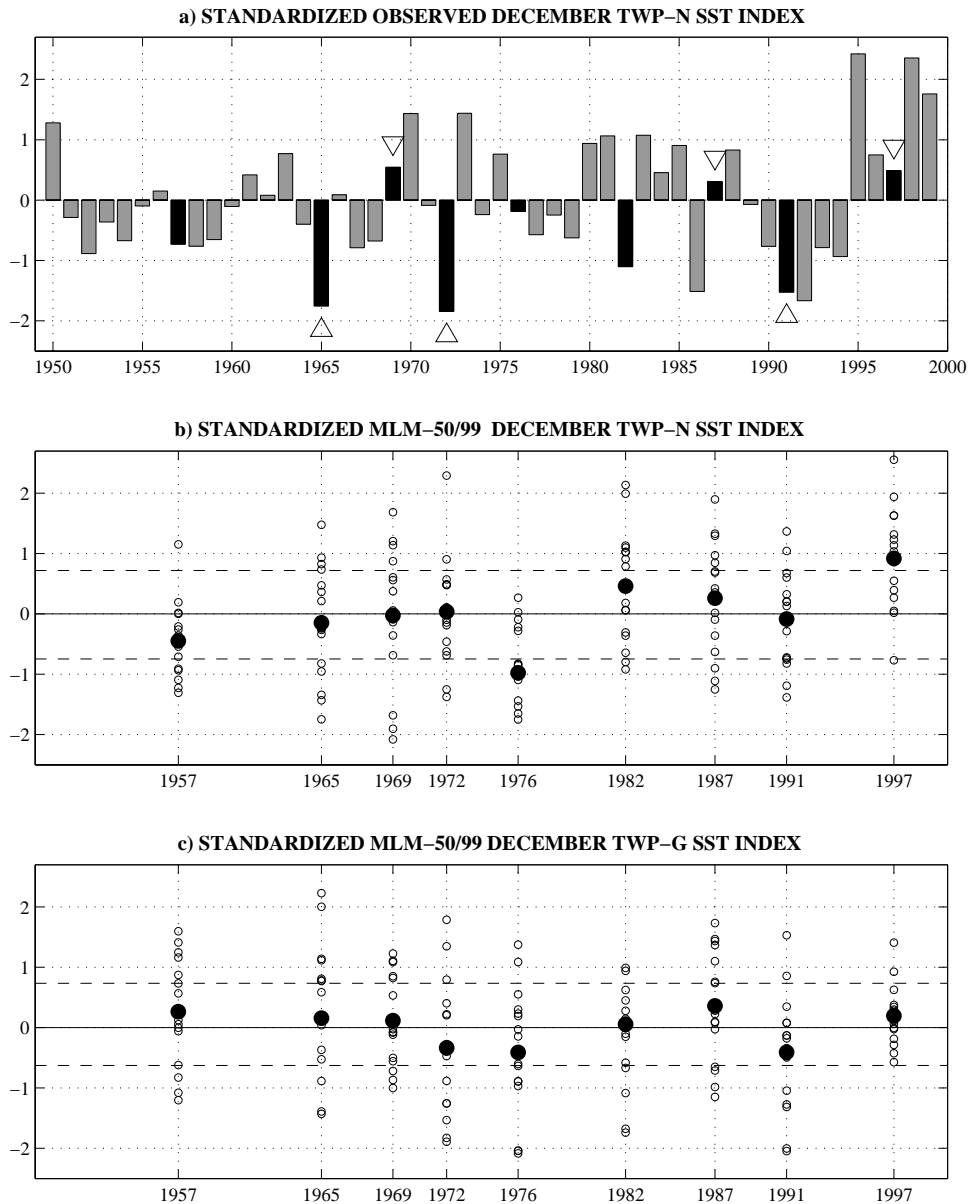 a) STANDARDIZED OBSERVED DECEMBER TWP−N SST INDEX
2
1
0
−1
−2
1950 1955 1960 1965 1970 1975 1980 1985 1990 1995 2000
b) STANDARDIZED MLM−50/99 DECEMBER TWP−N SST INDEX
2
1
0
−1
−2
1957 1965 1969 1972 1976 1982 1987 1991 1997
c) STANDARDIZED MLM−50/99 DECEMBER TWP−G SST INDEX
2
1
0
−1
−2
1957 1965 1969 1972 1976 1982 1987 1991 1997